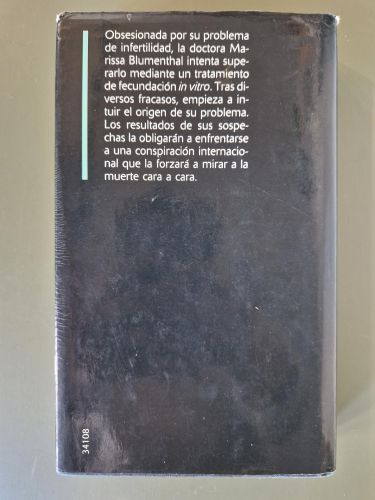 Obsesionada por su problema
de infertilidad, la doctora Ma-
rissa Blumenthal intenta supe-
rarlo mediante un tratamiento
de fecundación in vitro. Tras di-
versos fracasos, empieza a in-
tuir el origen de su problema.
Los resultados de sus sospe-
chas la obligarán a enfrentarse
a una conspiración internacio-
nal que la forzará a mirar a la
muerte cara a cara.
34108